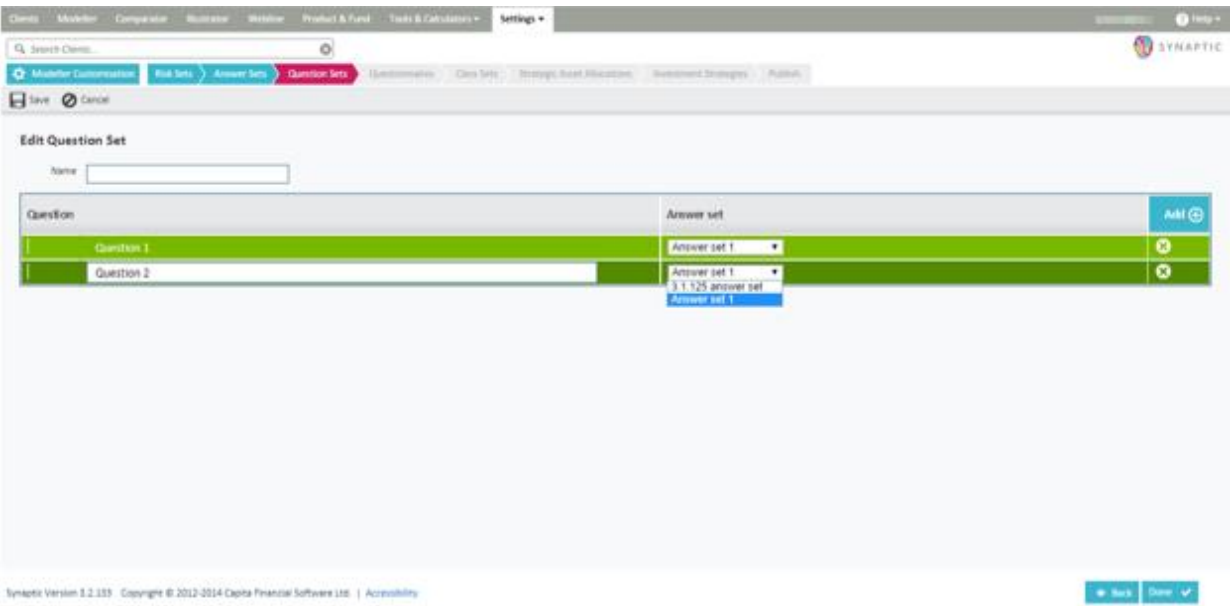 Clients Modeller Comparator Illustrator Webline Product & Fund Tools & Calculators Settings Help
Search Clients...
SYNAPTIC
Modeller Customisation Risk Sets Answer Sets Question Sets Questionnaires Class Sets Strategic Asset Allocations Investment Strategies Publish
Save Cancel
Edit Question Set
Name
Question Answer set Add
Question 1 Answer set 1
Question 2 Answer set 1
3.1.125 answer set
Answer set 1
Synaptic Version 3.2.133 Copyright © 2012-2014 Capita Financial Software Ltd. | Accessibility Back Done